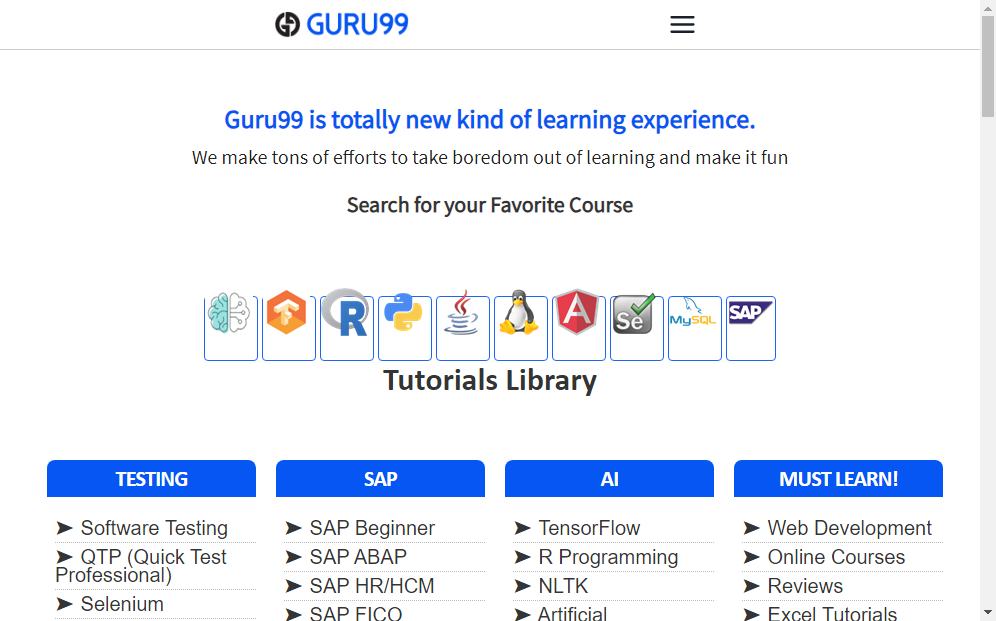 GURU99
Guru99 is totally new kind of learning experience.
We make tons of efforts to take boredom out of learning and make it fun
Search for your Favorite Course
R
A
Se
MySQL
SAP
Tutorials Library
TESTING
➤ Software Testing
➤ QTP (Quick Test
Professional)
➤ Selenium
SAP
➤ SAP Beginner
➤ SAP ABAP
➤ SAP HR/HCM
➤ SAP FICO
AI
➤ TensorFlow
➤ R Programming
➤ NLTK
➤ Artificial
MUST LEARN!
➤ Web Development
➤ Online Courses
➤ Reviews
➤ Excel Tutorials